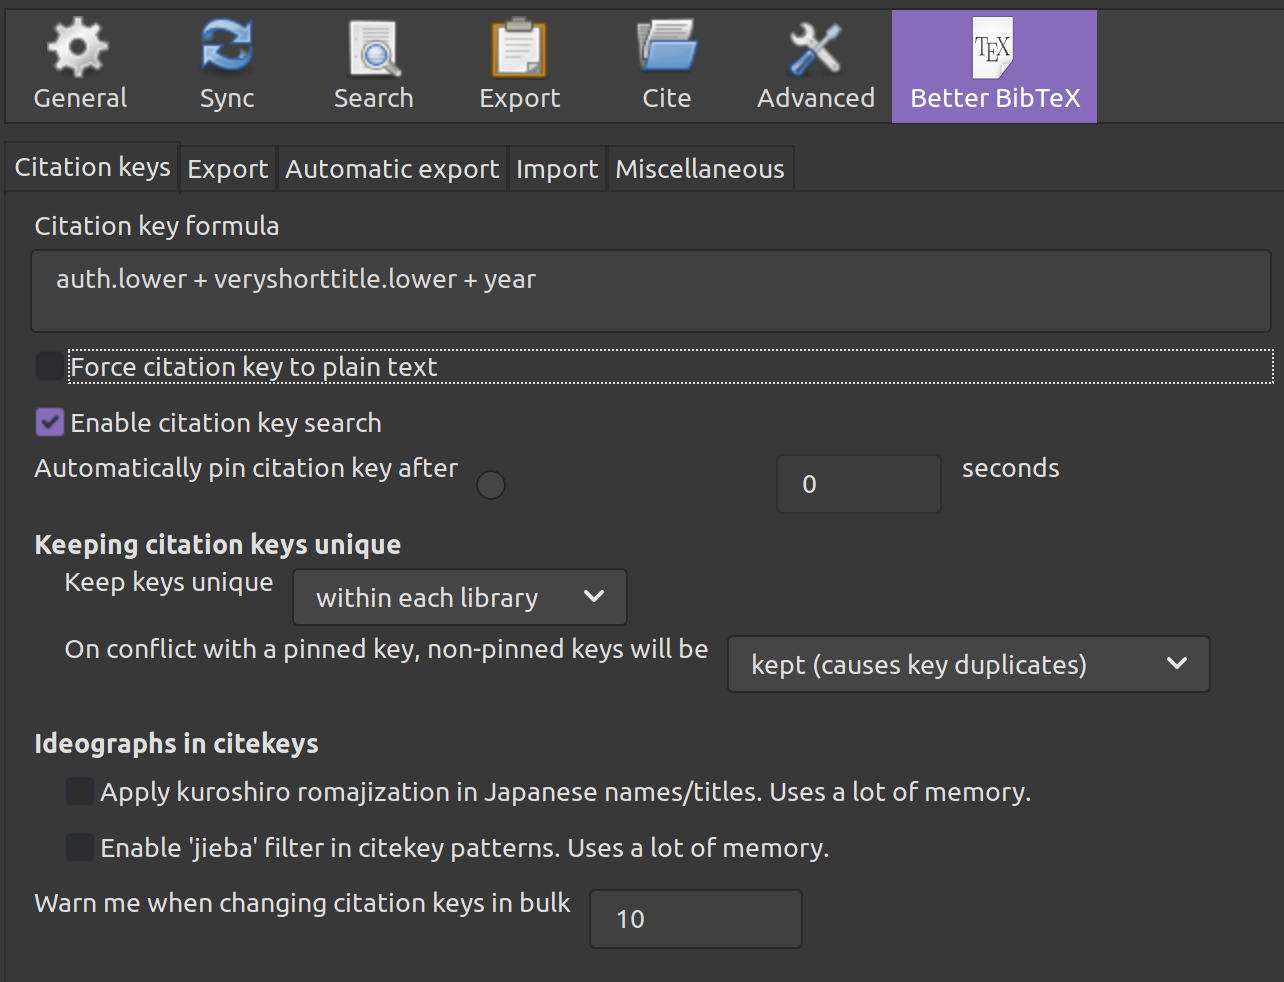 General Sync Search Export Cite Advanced TEX Better BibTeX
Citation keys Export Automatic export Import Miscellaneous
Citation key formula
auth.lower + veryshorttitle.lower + year
Force citation key to plain text
Enable citation key search
Automatically pin citation key after 0 seconds
Keeping citation keys unique
Keep keys unique within each library
On conflict with a pinned key, non-pinned keys will be kept (causes key duplicates)
Ideographs in citekeys
Apply kuroshiro romajization in Japanese names/titles. Uses a lot of memory.
Enable 'jieba' filter in citekey patterns. Uses a lot of memory.
Warn me when changing citation keys in bulk 10